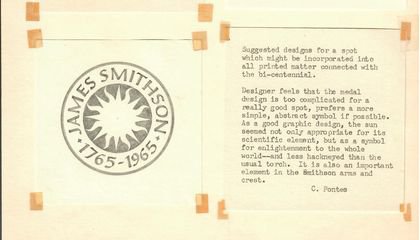 JAMES SMITHSON
• 1765-1965 •
Suggested designs for a spot
which might be incorporated into
all printed matter connected with
the bi-centennial.
Designer feels that the medal
design is too complicated for a
really good spot, prefers a more
simple, abstract symbol if possible.
As a good graphic design, the sun
seemed not only appropriate for its
scientific element, but as a symbol
for enlightenment to the whole
world--and less hackneyed than the
usual torch. It is also an important
element in the Smithson arms and
crest.
C. Pontes